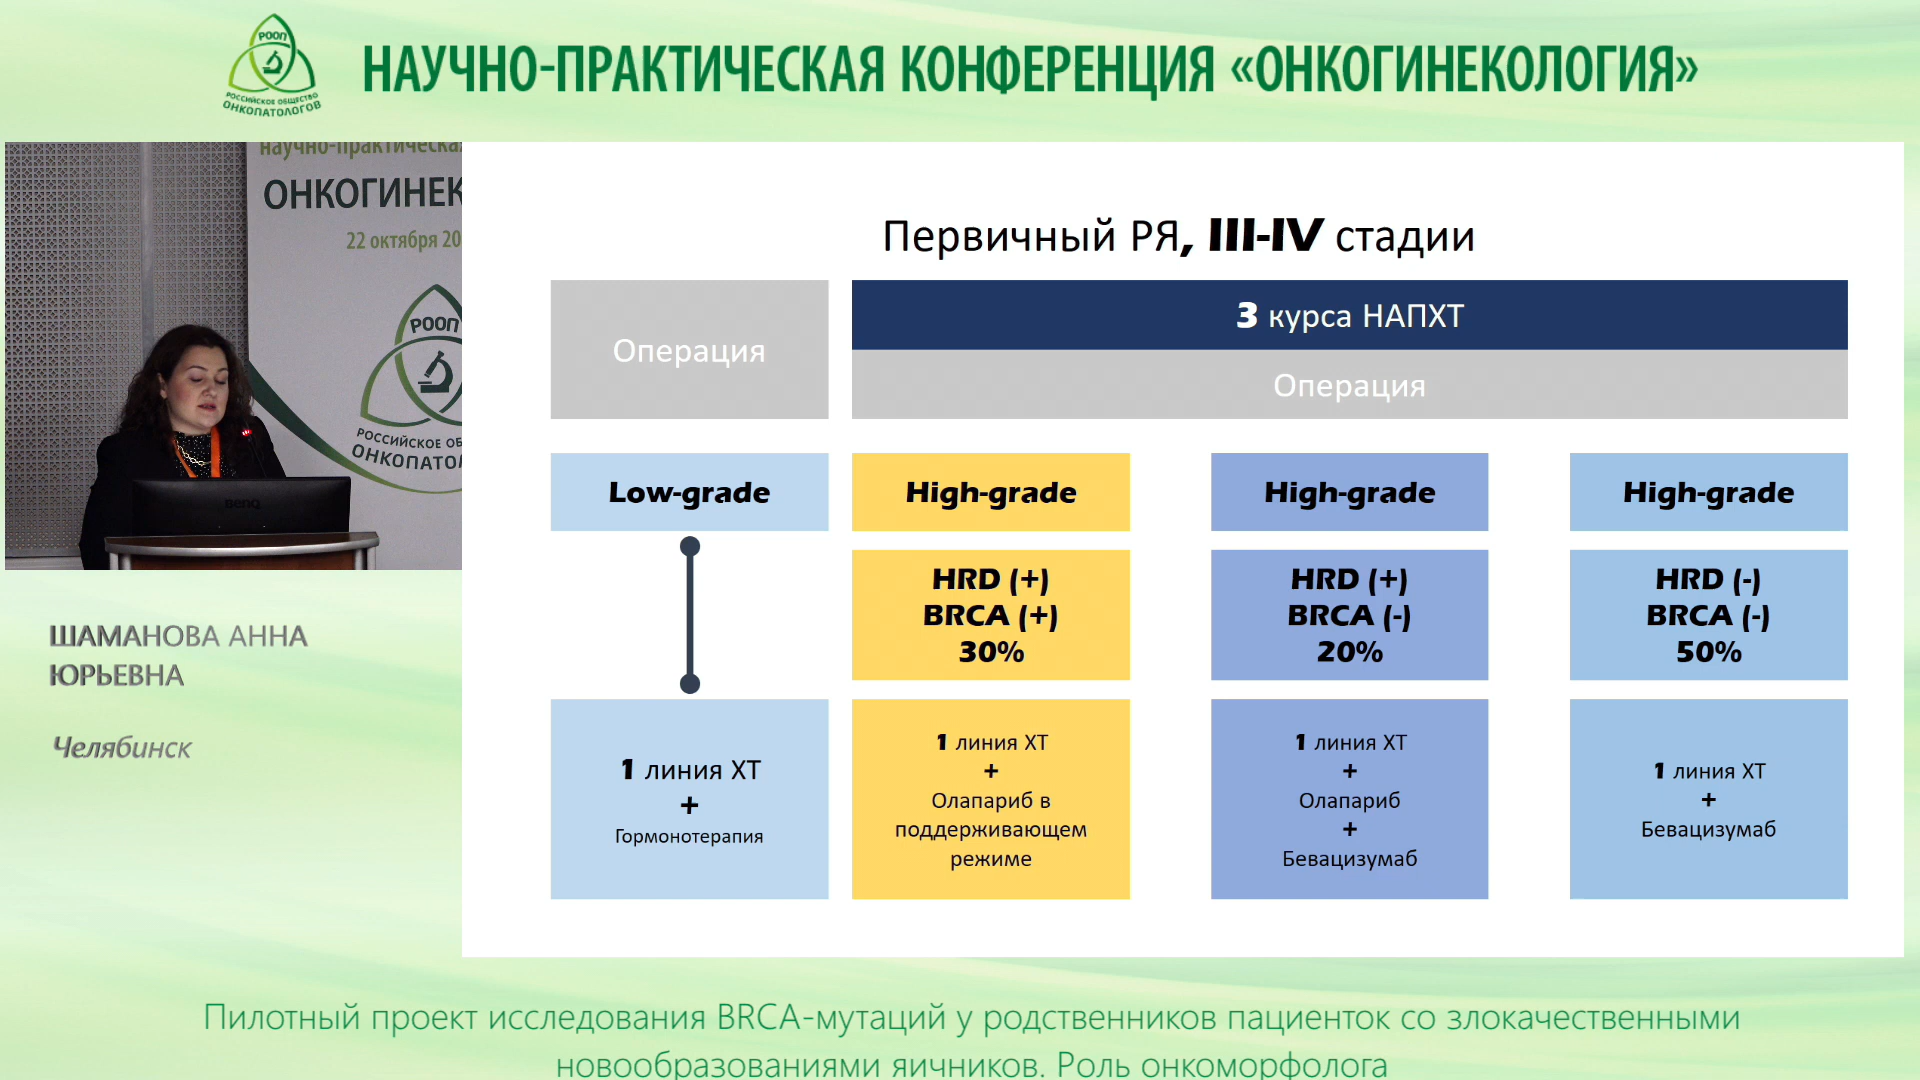 РООП
РОССИЙСКОЕ ОБЩЕСТВО
ОНКОПАТОЛОГОВ
НАУЧНО-ПРАКТИЧЕСКАЯ КОНФЕРЕНЦИЯ «ОНКОГИНЕКОЛОГИЯ»
научно-практическа
ОНКОГИНЕК
22 октября 20
РООП
РОССИЙСКОЕ ОБ
ОНКОПАТОЛ
BenQ
ШАМАНОВА АННА
ЮРЬЕВНА
Челябинск
Первичный РЯ, III-IV стадии
Операция
3 курса НАПХТ
Операция
Low-grade
High-grade
High-grade
High-grade
HRD (+)
BRCA (+)
30%
HRD (+)
BRCA (-)
20%
HRD (-)
BRCA (-)
50%
1 линия ХТ
+
Гормонотерапия
1 линия ХТ
+
Олапариб в
поддерживающем
режиме
1 линия ХТ
+
Олапариб
+
Бевацизумаб
1 линия ХТ
+
Бевацизумаб
Пилотный проект исследования BRCA-мутаций у родственников пациенток со злокачественными
новообразованиями яичников. Роль онкоморфолога